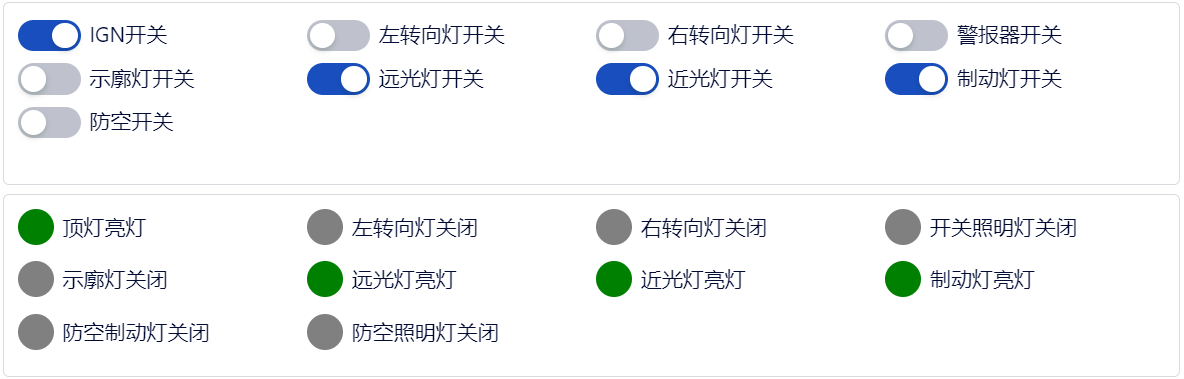 IGN开关 左转向灯开关 右转向灯开关 警报器开关
示廓灯开关 远光灯开关 近光灯开关 制动灯开关
防空开关
顶灯亮灯 左转向灯关闭 右转向灯关闭 开关照明灯关闭
示廓灯关闭 远光灯亮灯 近光灯亮灯 制动灯亮灯
防空制动灯关闭 防空照明灯关闭